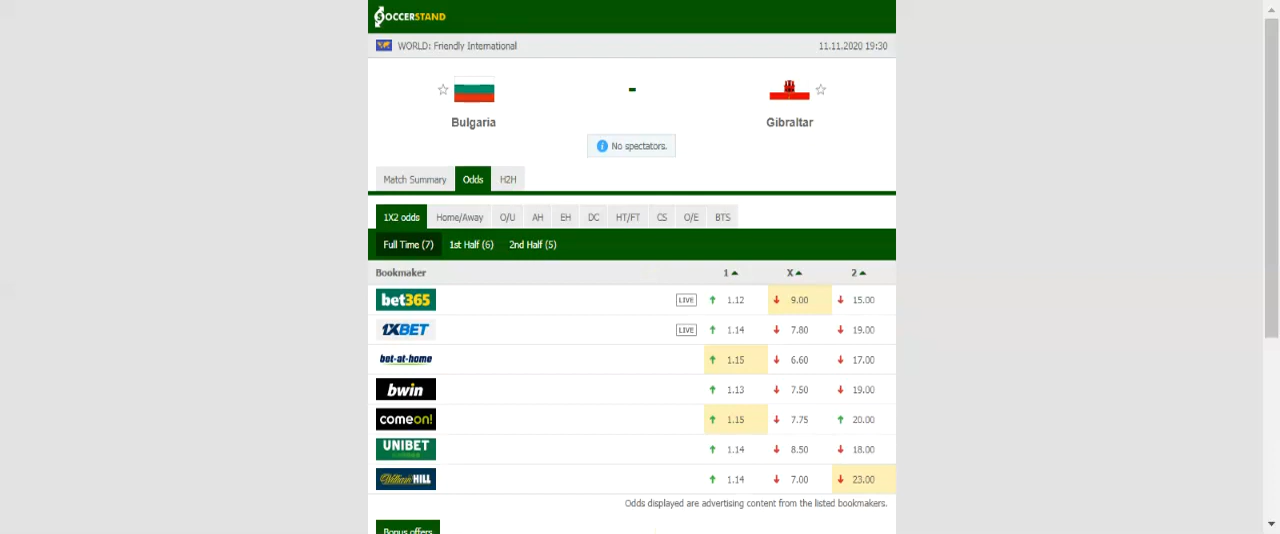 SOCCERSTAND
WORLD: Friendly International 11.11.2020 19:30
-
Bulgaria Gibraltar
No spectators.
Match Summary Odds H2H
1X2 odds Home/Away O/U AH EH DC HT/FT CS O/E BTS
Full Time (7) 1st Half (6) 2nd Half (5)
Bookmaker 1 X 2
bet365 LIVE 1.12 9.00 15.00
1XBET LIVE 1.14 7.80 19.00
bet-at-home 1.15 6.60 17.00
bwin 1.13 7.50 19.00
comeon! 1.15 7.75 20.00
UNIBET 1.14 8.50 18.00
William HILL 1.14 7.00 23.00
Odds displayed are advertising content from the listed bookmakers.
Bonus offers